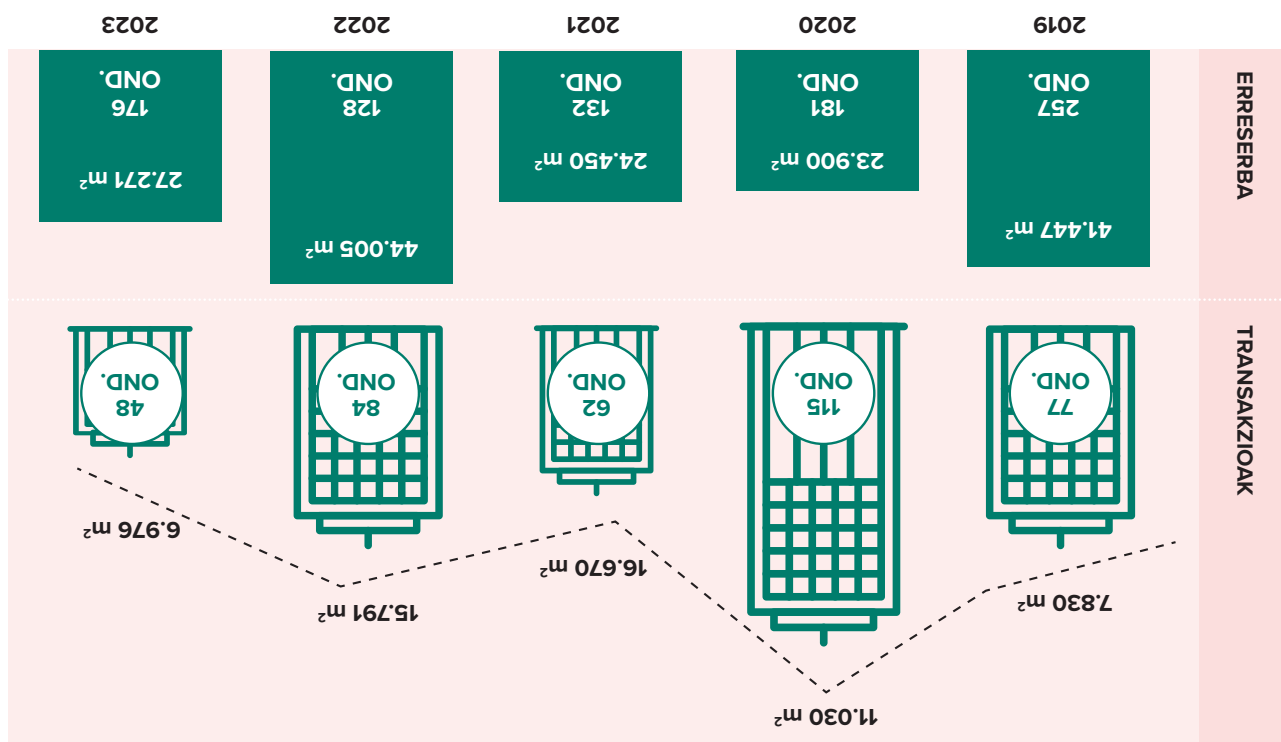 TRANSAKZIOAK
7.830 m²
11.030 m²
16.670 m²
15.791 m²
6.976 m²
77
OND.
115
OND.
62
OND.
84
OND.
48
OND.
ERRESERBA
41.447 m²
257
OND.
23.900 m²
181
OND.
24.450 m²
132
OND.
44.005 m²
128
OND.
27.271 m²
176
OND.
2019
2020
2021
2022
2023